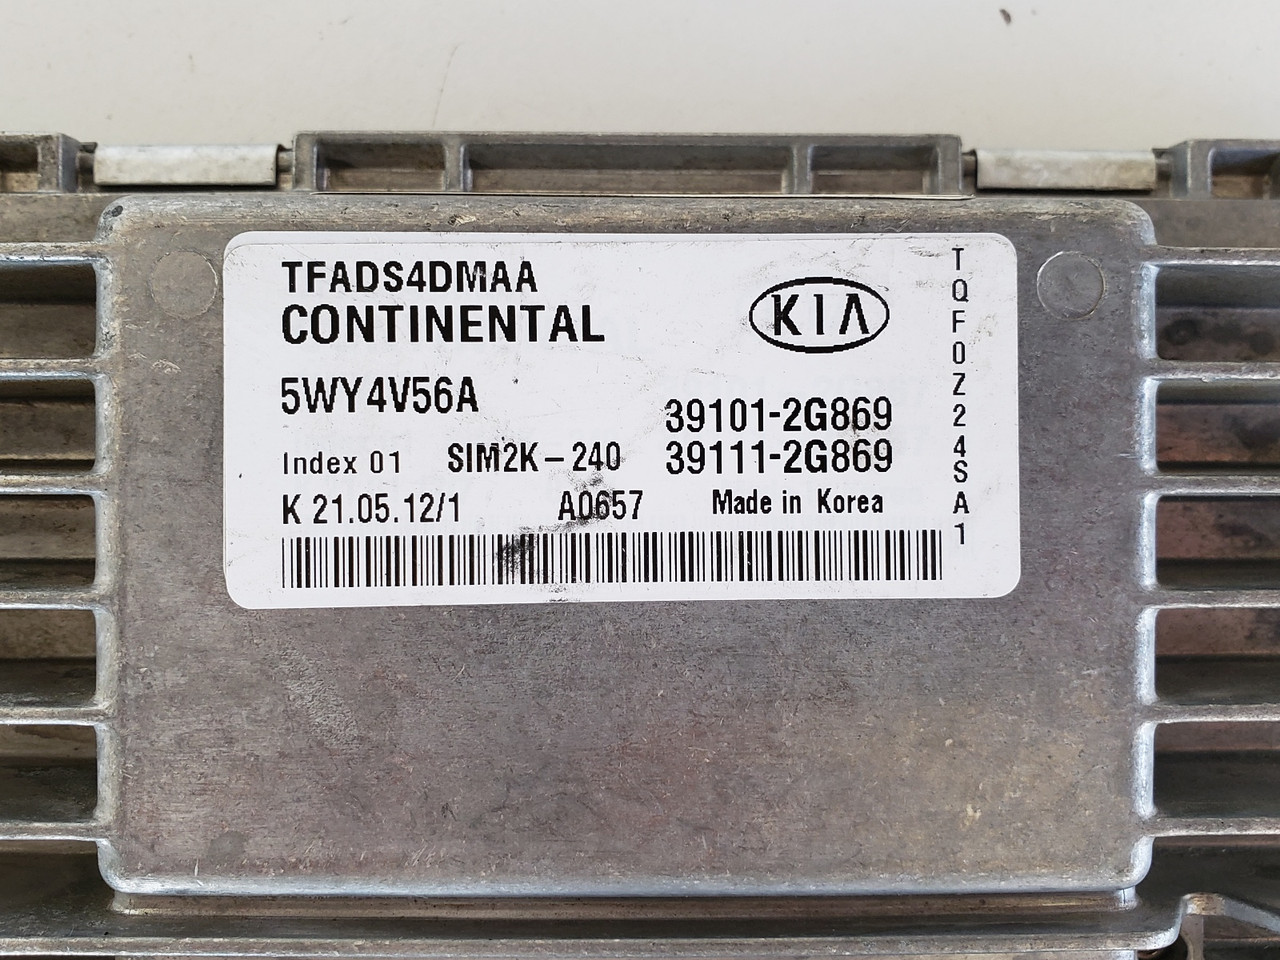 TFADS4DMAA
CONTINENTAL
KIA
5WY4V56A
39101-2G869
Index 01 SIM2K-240 39111-2G869
K 21.05.12/1 A0657 Made in Korea
TQF0Z24SA1